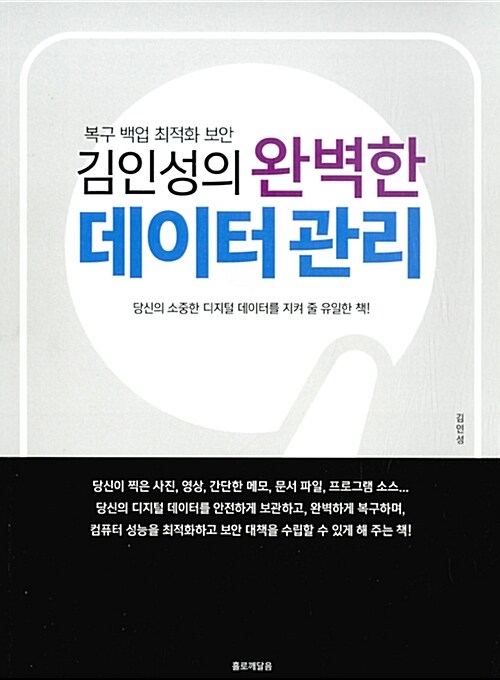 복구 백업 최적화 보안
김인성의 완벽한
데이터 관리
당신의 소중한 디지털 데이터를 지켜 줄 유일한 책!
김인성
당신이 찍은 사진, 영상, 간단한 메모, 문서 파일, 프로그램 소스...
당신의 디지털 데이터를 안전하게 보관하고, 완벽하게 복구하며,
컴퓨터 성능을 최적화하고 보안 대책을 수립할 수 있게 해 주는 책!
홀로깨달음